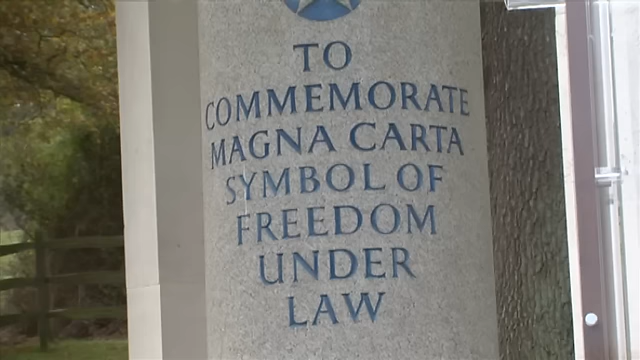 TO
COMMEMORATE
MAGNA CARTA
SYMBOL OF
FREEDOM
UNDER
LAW